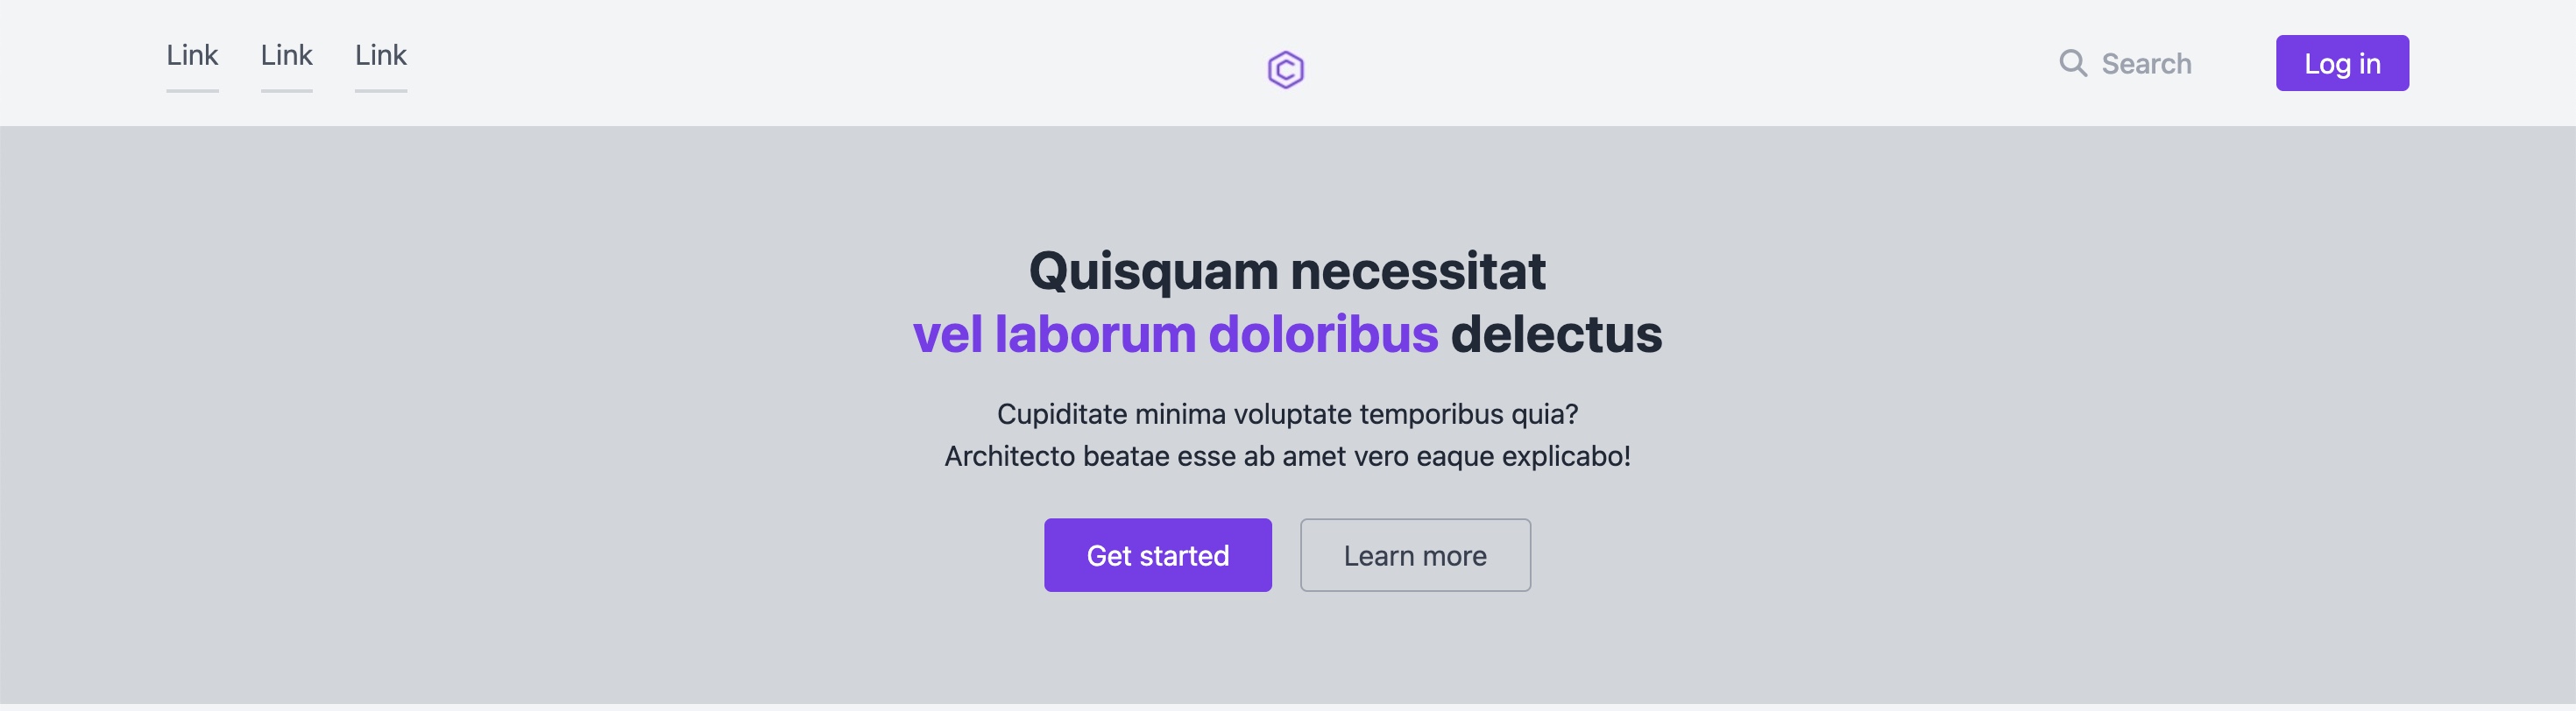 Link Link Link
Search
Log in
Quisquam necessitat
vel laborum doloribus delectus
Cupiditate minima voluptate temporibus quia?
Architecto beatae esse ab amet vero eaque explicabo!
Get started
Learn more